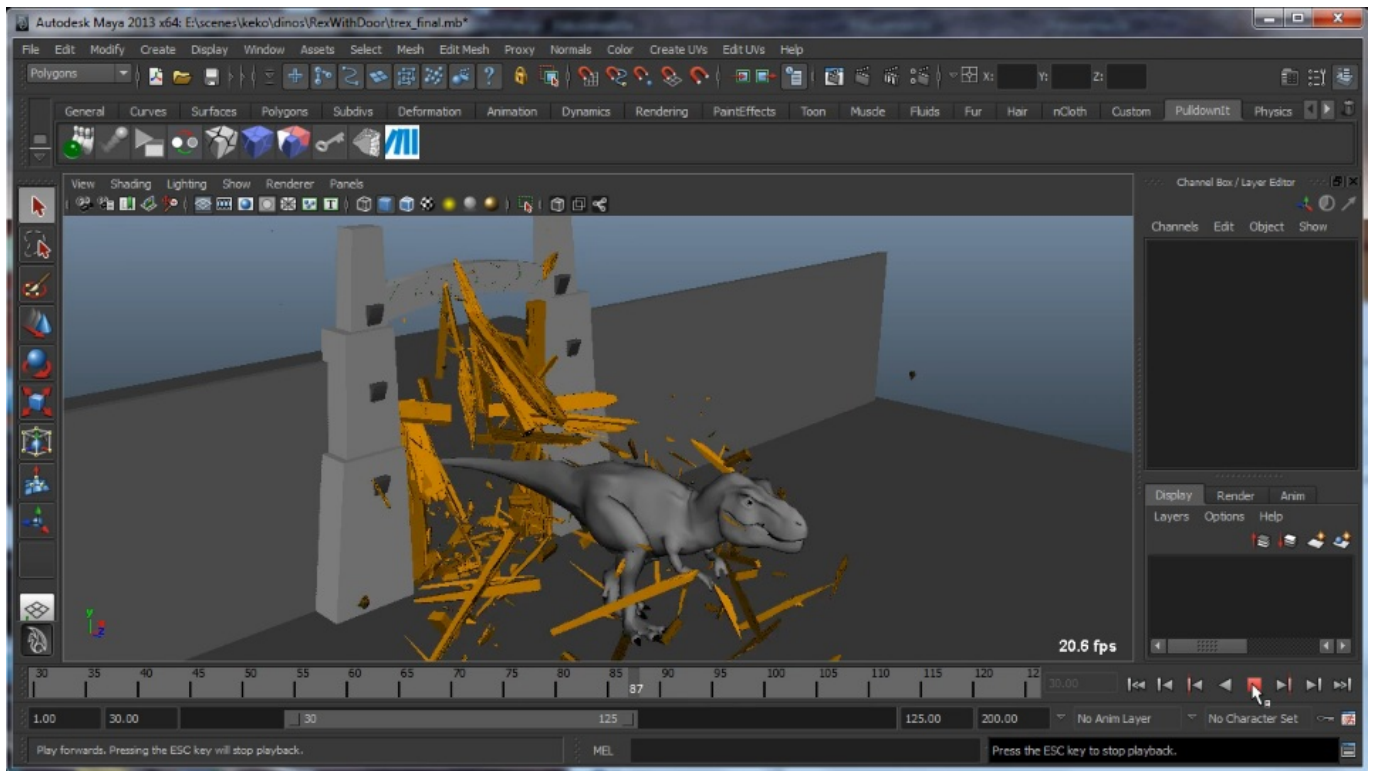 Autodesk Maya 2013 x64: E:\scenes\keko\dinos\RexWithDoor\trex_final.mb*
File Edit Modify Create Display Window Assets Select Mesh Edit Mesh Proxy Normals Color Create UVs Edit UVs Help
Polygons X: Y: Z:
General Curves Surfaces Polygons Subdivs Deformation Animation Dynamics Rendering PaintEffects Toon Muscle Fluids Fur Hair nCloth Custom PulldownIt Physics
View Shading Lighting Show Renderer Panels
Channel Box / Layer Editor
Channels Edit Object Show
Display Render Anim
Layers Options Help
y
z
20.6 fps
30 35 40 45 50 55 60 65 70 75 80 85 90 95 100 105 110 115 120 12 30.00
87
1.00 30.00 30 125 125.00 200.00 No Anim Layer No Character Set
Play forwards. Pressing the ESC key will stop playback. MEL Press the ESC key to stop playback.